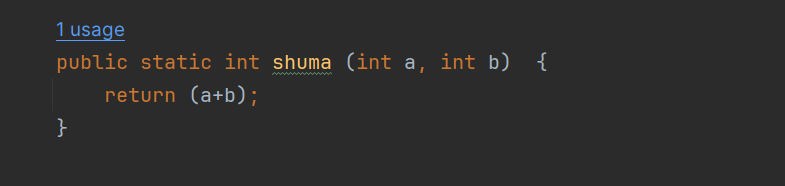 1 usage
public static int shuma (int a, int b)  {
    return (a+b);
}